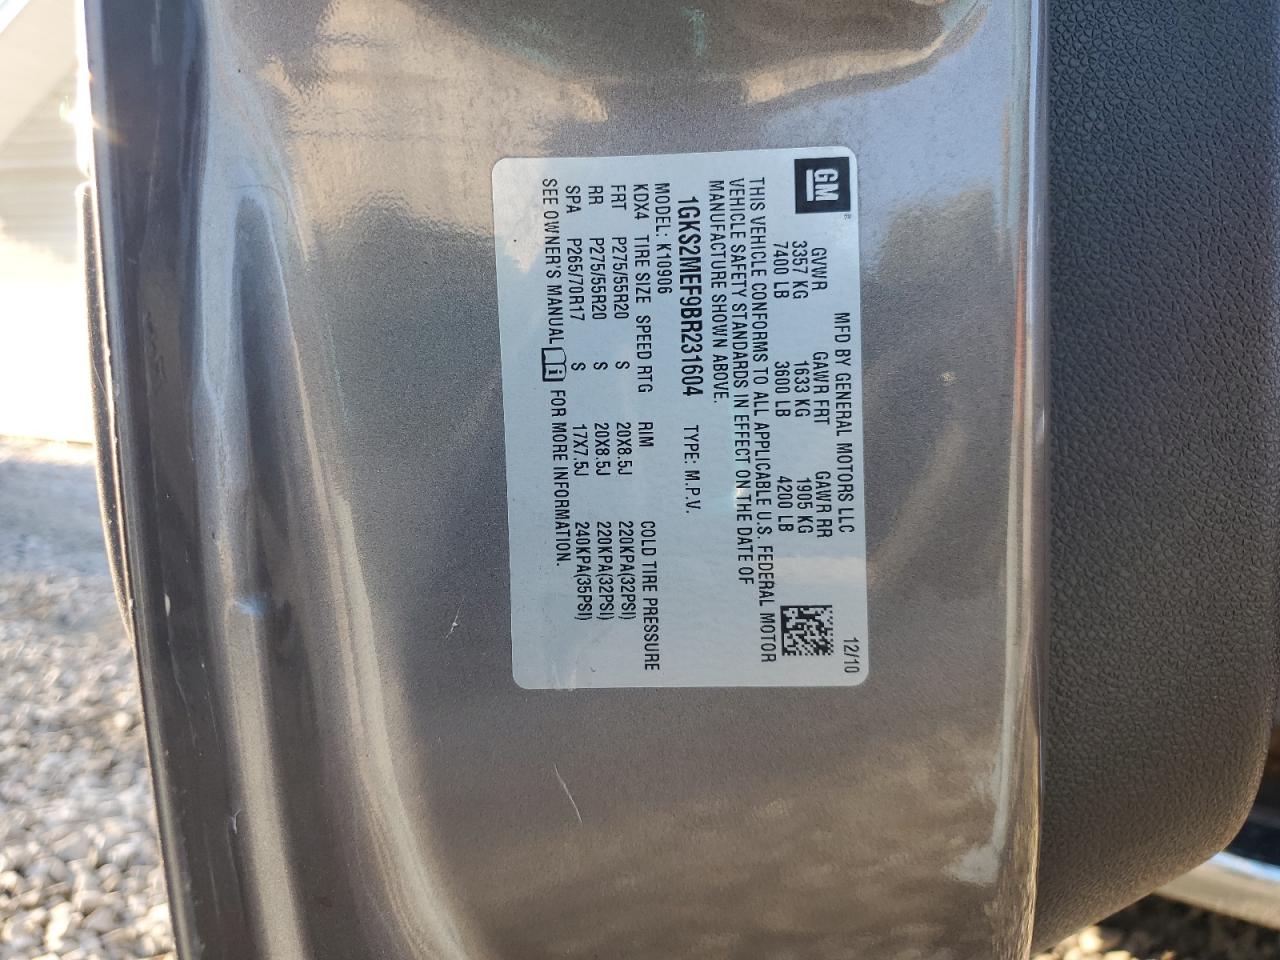 GM
®
MFD BY GENERAL MOTORS LLC
12/10
GVWR GAWR FRT GAWR RR
3357 KG 1633 KG 1905 KG
7400 LB 3600 LB 4200 LB
THIS VEHICLE CONFORMS TO ALL APPLICABLE U.S. FEDERAL MOTOR
VEHICLE SAFETY STANDARDS IN EFFECT ON THE DATE OF
MANUFACTURE SHOWN ABOVE.
1GKS2MEF9BR231604 TYPE: M.P.V.
MODEL: K10906
KDX4 TIRE SIZE SPEED RTG RIM COLD TIRE PRESSURE
FRT P275/55R20 S 20X8.5J 220KPA(32PSI)
RR P275/55R20 S 20X8.5J 220KPA(32PSI)
SPA P265/70R17 S 17X7.5J 240KPA(35PSI)
SEE OWNER'S MANUAL i FOR MORE INFORMATION.